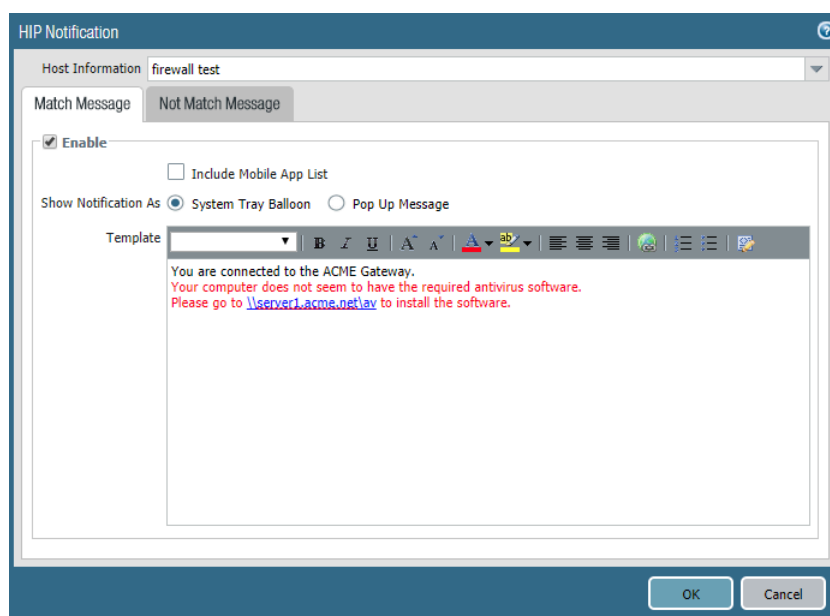 HIP Notification
Host Information firewall test
Match Message Not Match Message
Enable
Include Mobile App List
Show Notification As System Tray Balloon Pop Up Message
Template B I U A A A ab
You are connected to the ACME Gateway.
Your computer does not seem to have the required antivirus software.
Please go to \\server1.acme.net\av to install the software.
OK Cancel